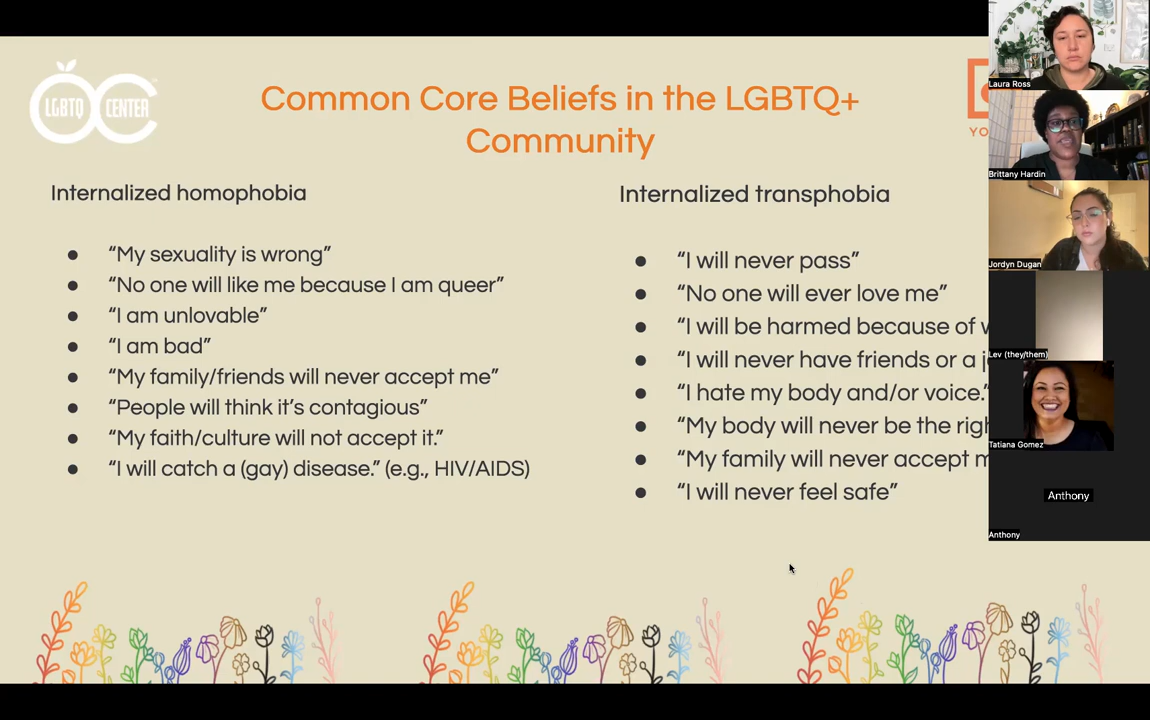 LGBTQ CENTER
Common Core Beliefs in the LGBTQ+
Community
Internalized homophobia
“My sexuality is wrong”
“No one will like me because I am queer”
“I am unlovable”
“I am bad”
“My family/friends will never accept me”
“People will think it’s contagious”
“My faith/culture will not accept it.”
“I will catch a (gay) disease.” (e.g., HIV/AIDS)
Internalized transphobia
“I will never pass”
“No one will ever love me”
“I will be harmed because of
“I will never have friends or a
“I hate my body and/or voice.”
“My body will never be the
“My family will never accept
“I will never feel safe”
YO
Laura Ross
Brittany Hardin
Jordyn Dugan
Lev (they/them)
Tatiana Gomez
Anthony
Anthony